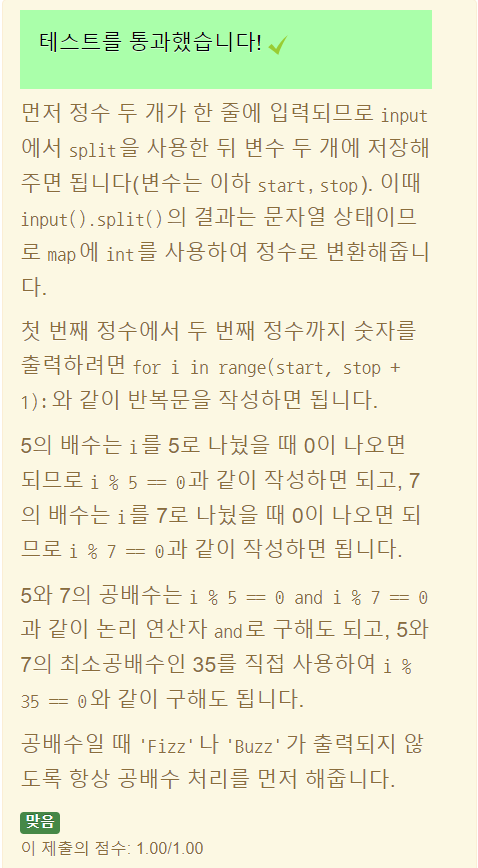 테스트를 통과했습니다!
먼저 정수 두 개가 한 줄에 입력되므로 input
에서 split을 사용한 뒤 변수 두 개에 저장해
주면 됩니다(변수는 이하 start, stop). 이때
input().split()의 결과는 문자열 상태이므
로 map에 int를 사용하여 정수로 변환해줍니
다.
첫 번째 정수에서 두 번째 정수까지 숫자를
출력하려면 for i in range(start, stop +
1):와 같이 반복문을 작성하면 됩니다.
5의 배수는 i를 5로 나눴을 때 0이 나오면
되므로 i % 5 == 0과 같이 작성하면 되고, 7
의 배수는 i를 7로 나눴을 때 0이 나오면 되
므로 i % 7 == 0과 같이 작성하면 됩니다.
5와 7의 공배수는 i % 5 == 0 and i % 7 == 0
과 같이 논리 연산자 and로 구해도 되고, 5와
7의 최소공배수인 35를 직접 사용하여 i %
35 == 0와 같이 구해도 됩니다.
공배수일 때 'Fizz'나 'Buzz'가 출력되지 않
도록 항상 공배수 처리를 먼저 해줍니다.
맞음
이 제출의 점수: 1.00/1.00